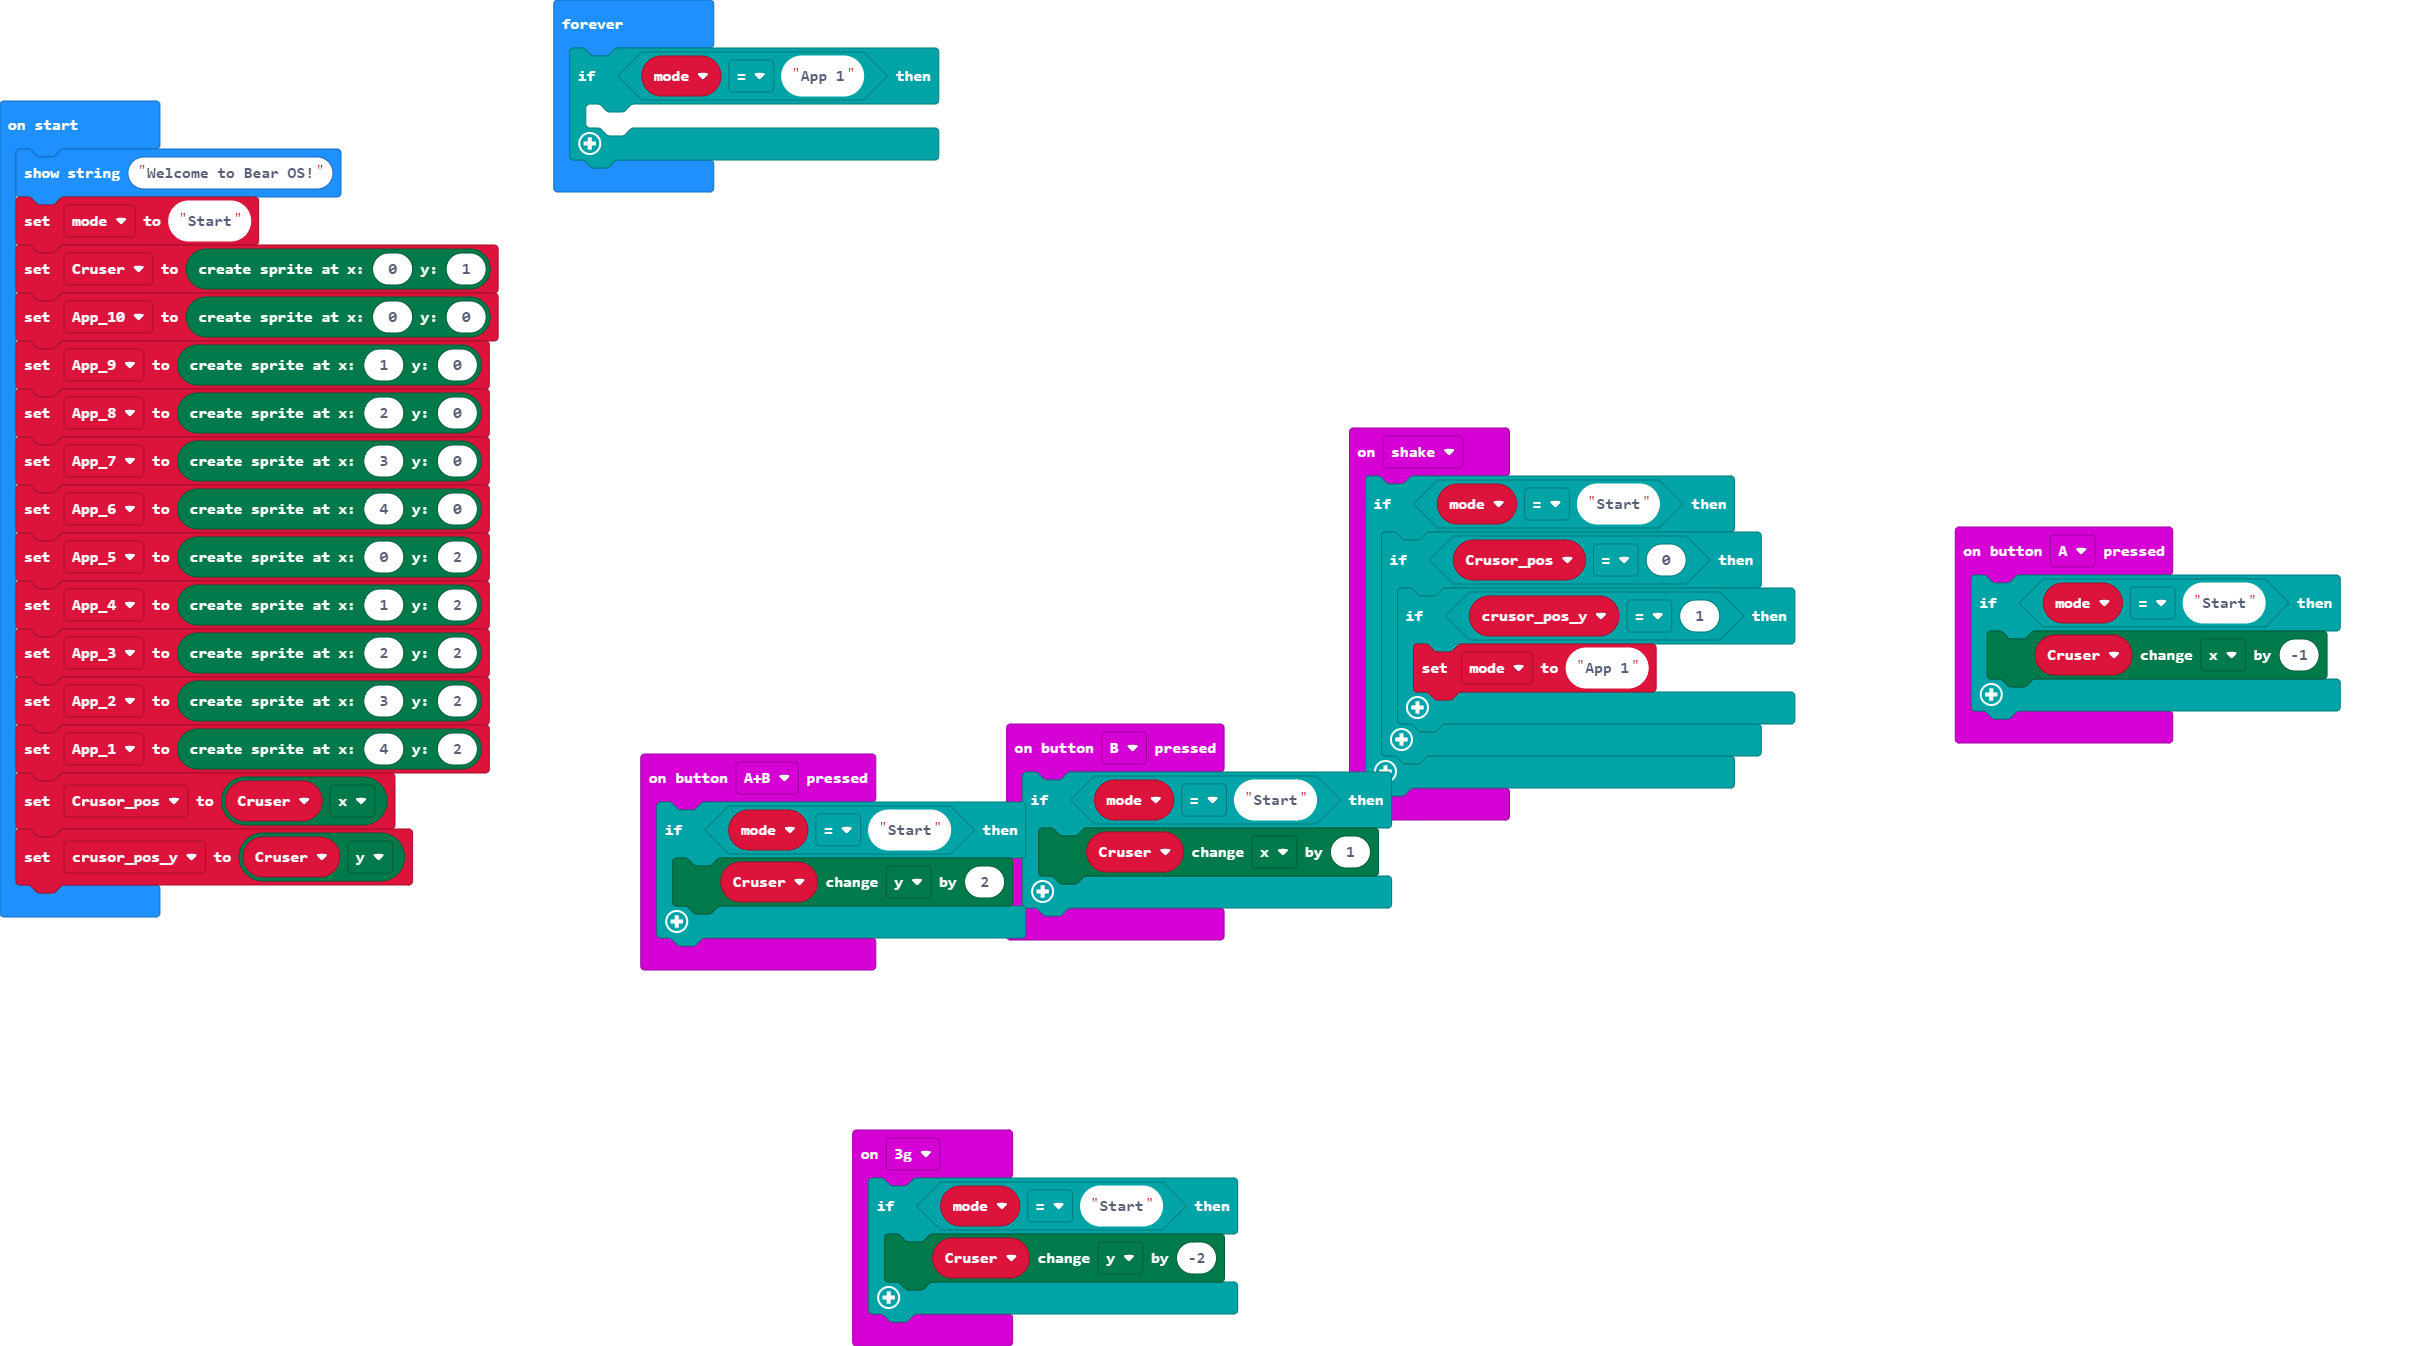 forever
if mode = "App 1" then
on start
show string "Welcome to Bear OS!"
set mode to "Start"
set Cruser to create sprite at x: 0 y: 1
set App_10 to create sprite at x: 0 y: 0
set App_9 to create sprite at x: 1 y: 0
set App_8 to create sprite at x: 2 y: 0
set App_7 to create sprite at x: 3 y: 0
set App_6 to create sprite at x: 4 y: 0
set App_5 to create sprite at x: 0 y: 2
set App_4 to create sprite at x: 1 y: 2
set App_3 to create sprite at x: 2 y: 2
set App_2 to create sprite at x: 3 y: 2
set App_1 to create sprite at x: 4 y: 2
set Crusor_pos to Cruser x
set crusor_pos_y to Cruser y
on shake
if mode = "Start" then
if Crusor_pos = 0 then
if crusor_pos_y = 1 then
set mode to "App 1"
on button A pressed
if mode = "Start" then
Cruser change x by -1
on button B pressed
if mode = "Start" then
Cruser change x by 1
on button A+B pressed
if mode = "Start" then
Cruser change y by 2
on 3g
if mode = "Start" then
Cruser change y by -2